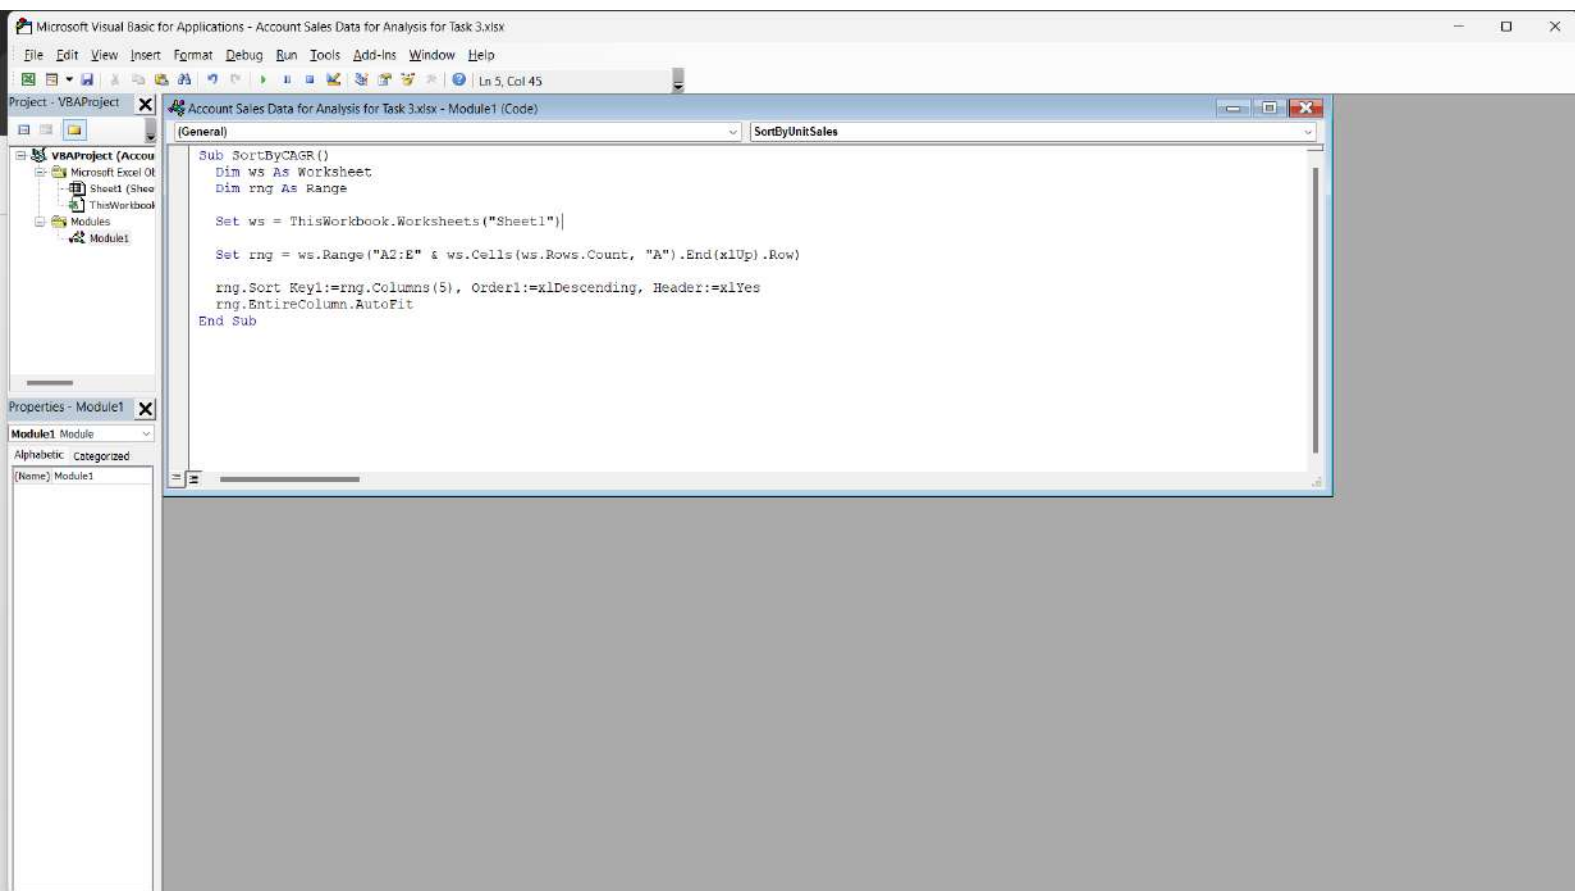 Microsoft Visual Basic for Applications - Account Sales Data for Analysis for Task 3.xlsx
File Edit View Insert Format Debug Run Tools Add-Ins Window Help
Ln 5, Col 45
Project - VBAProject
VBAProject (Accou
Microsoft Excel Ob
Sheet1 (Shee
ThisWorkbook
Modules
Module1
Account Sales Data for Analysis for Task 3.xlsx - Module1 (Code)
(General)
SortByUnitSales
Sub SortByCAGR()
Dim ws As Worksheet
Dim rng As Range
Set ws = ThisWorkbook.Worksheets("Sheet1")
Set rng = ws.Range("A2:E" & ws.Cells(ws.Rows.Count, "A").End(xlUp).Row)
rng.Sort Key1:=rng.Columns(5), Order1:=xlDescending, Header:=xlYes
rng.EntireColumn.AutoFit
End Sub
Properties - Module1
Module1 Module
Alphabetic Categorized
(Name) Module1